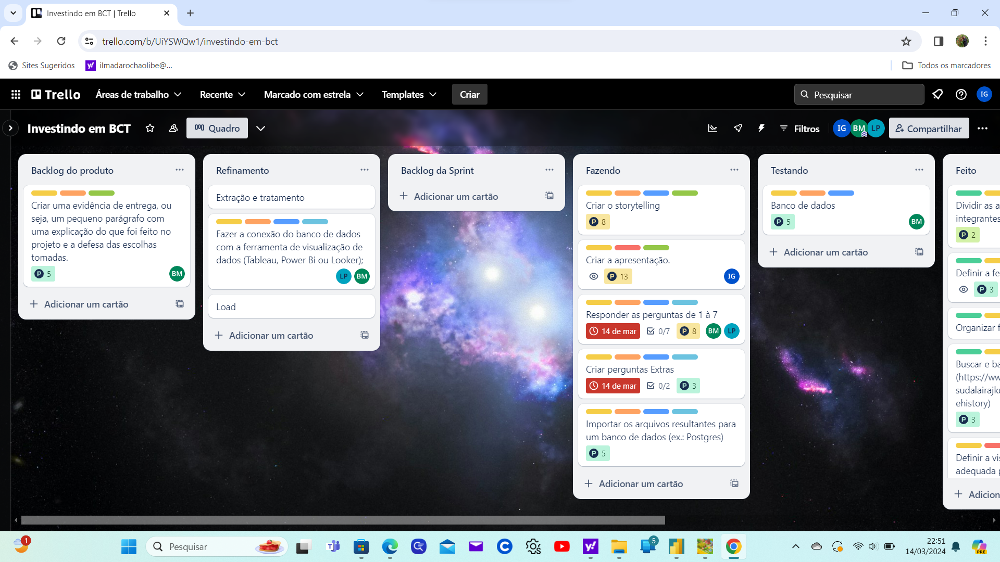 Investindo em BCT | Trello
trello.com/b/UiYSWQw1/investindo-em-bct
Sites Sugeridos
ilmadarochaolibe@...
Todos os marcadores
Trello
Áreas de trabalho
Recente
Marcado com estrela
Templates
Criar
Pesquisar
IG
Investindo em BCT
Quadro
Filtros
IG
BM
LP
Compartilhar
Backlog do produto
Criar uma evidência de entrega, ou
seja, um pequeno parágrafo com
uma explicação do que foi feito no
projeto e a defesa das escolhas
tomadas.
P 5
BM
Adicionar um cartão
Refinamento
Extração e tratamento
Fazer a conexão do banco de dados
com a ferramenta de visualização de
dados (Tableau, Power Bi ou Looker);
LP
BM
Load
Adicionar um cartão
Backlog da Sprint
Adicionar um cartão
Fazendo
Criar o storytelling
P 8
Criar a apresentação.
P 13
IG
Responder as perguntas de 1 à 7
14 de mar
0/7
P 8
BM
LP
Criar perguntas Extras
14 de mar
0/2
P 3
Importar os arquivos resultantes para
um banco de dados (ex.: Postgres)
P 5
Adicionar um cartão
Testando
Banco de dados
P 5
BM
Adicionar um cartão
Feito
Dividir as a
integrantes
P 2
Definir a fe
P 3
Organizar f
Buscar e ba
(https://ww
sudalairajku
ehistory)
P 3
Definir a vis
adequada p
Adicion
1
Pesquisar
5
22:51
14/03/2024
PRE